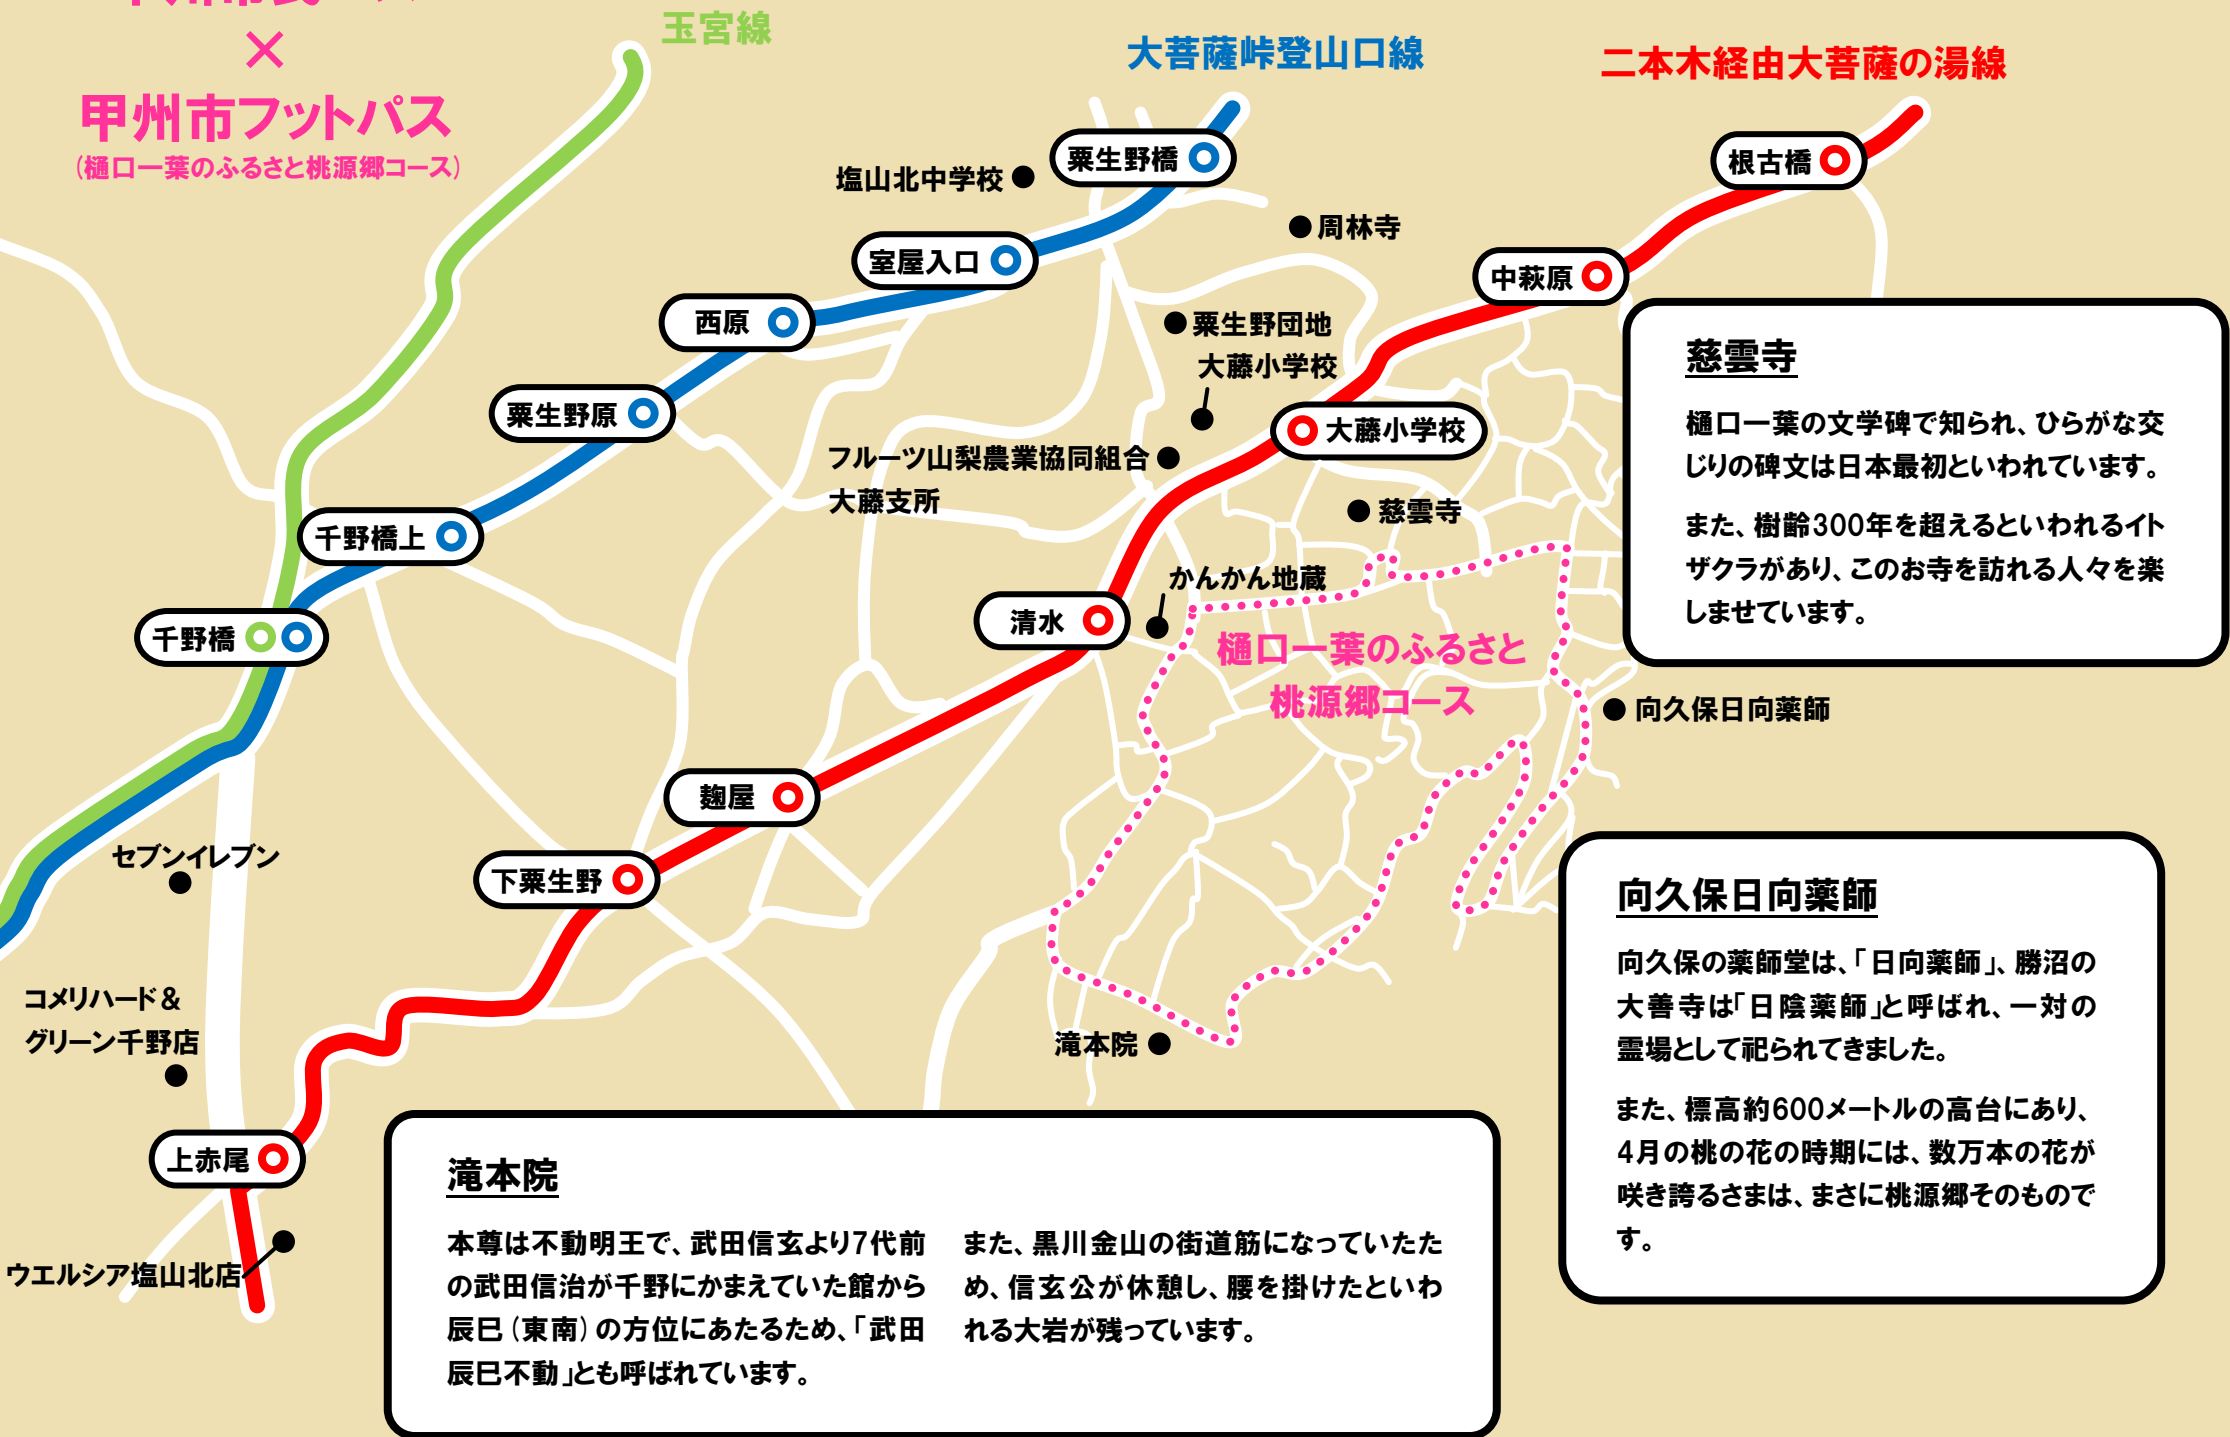 ×
甲州市フットパス
（樋口一葉のふるさと桃源郷コース）
玉宮線
大菩薩峠登山口線
二本木経由大菩薩の湯線
粟生野橋
根古橋
塩山北中学校
周林寺
室屋入口
中萩原
西原
粟生野団地
大藤小学校
粟生野原
大藤小学校
フルーツ山梨農業協同組合
大藤支所
慈雲寺
千野橋上
かんかん地蔵
清水
千野橋
樋口一葉のふるさと
桃源郷コース
向久保日向薬師
麹屋
セブンイレブン
下粟生野
コメリハード＆
グリーン千野店
滝本院
上赤尾
ウエルシア塩山北店
慈雲寺
樋口一葉の文学碑で知られ、ひらがな交
じりの碑文は日本最初といわれています。
また、樹齢300年を超えるといわれるイト
ザクラがあり、このお寺を訪れる人々を楽
しませています。
向久保日向薬師
向久保の薬師堂は、「日向薬師」、勝沼の
大善寺は「日陰薬師」と呼ばれ、一対の
霊場として祀られてきました。
また、標高約600メートルの高台にあり、
4月の桃の花の時期には、数万本の花が
咲き誇るさまは、まさに桃源郷そのもので
す。
滝本院
本尊は不動明王で、武田信玄より7代前
の武田信治が千野にかまえていた館から
辰巳（東南）の方位にあたるため、「武田
辰巳不動」とも呼ばれています。
また、黒川金山の街道筋になっていたた
め、信玄公が休憩し、腰を掛けたといわ
れる大岩が残っています。